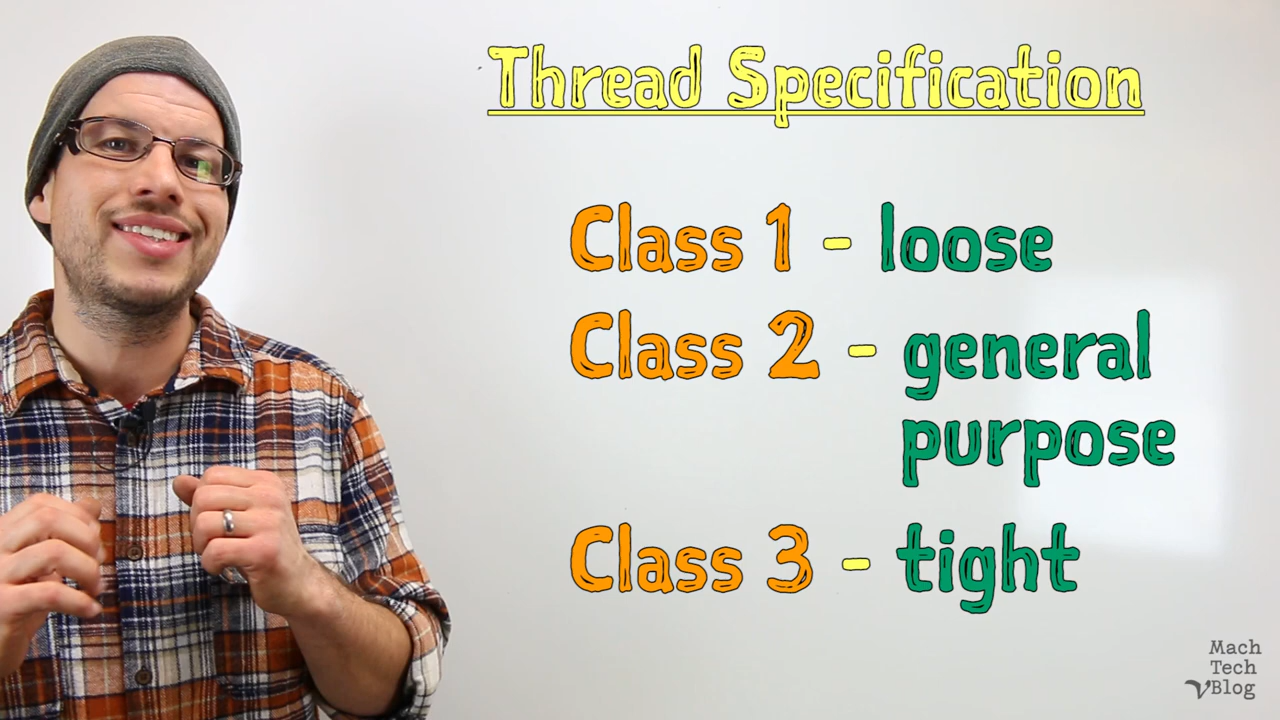 Thread Specification
Class 1 - loose
Class 2 - general
purpose
Class 3 - tight
Mach
Tech
VBlog